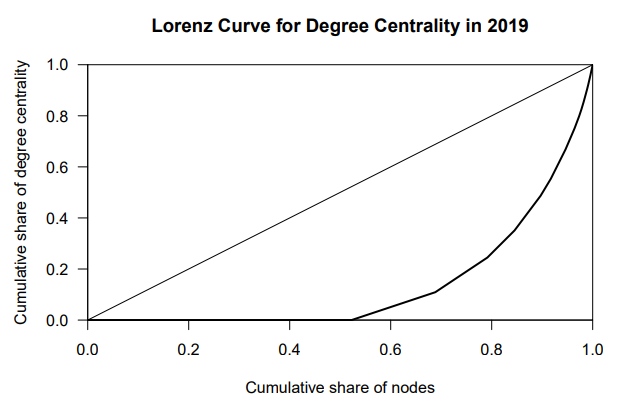 Lorenz Curve for Degree Centrality in 2019
Cumulative share of degree centrality
1.0
0.8
0.6
0.4
0.2
0.0
0.0 0.2 0.4 0.6 0.8 1.0
Cumulative share of nodes